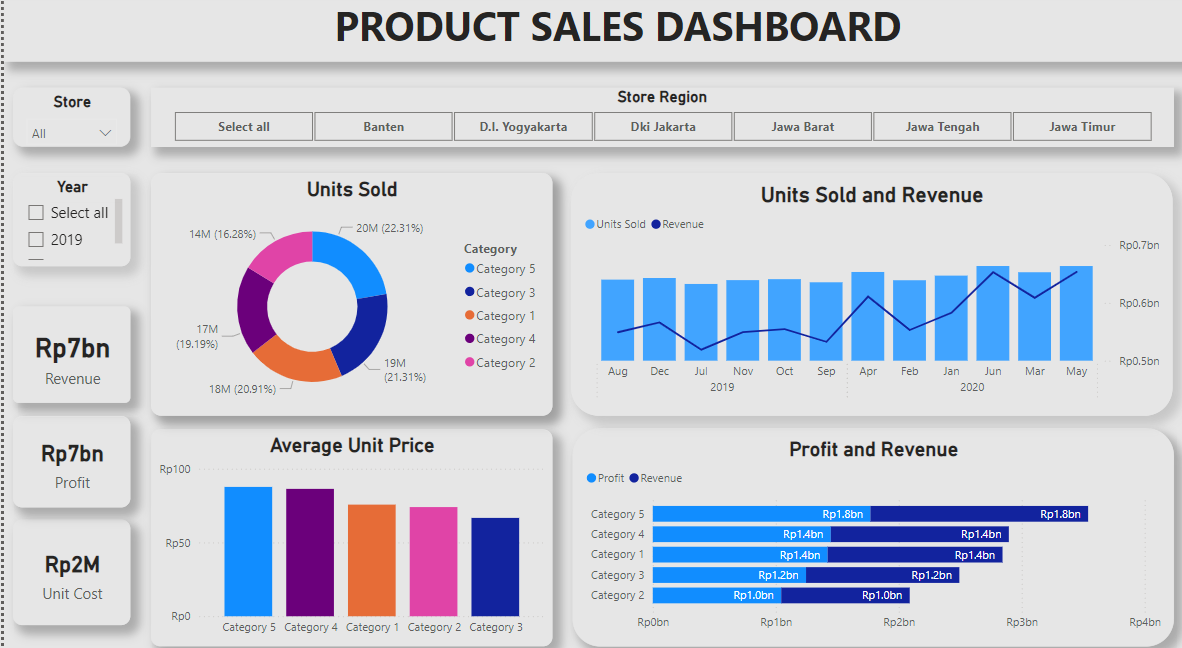 PRODUCT SALES DASHBOARD
Store
All
Store Region
Select all
Banten
D.I. Yogyakarta
Dki Jakarta
Jawa Barat
Jawa Tengah
Jawa Timur
Year
Select all
2019
Rp7bn
Revenue
Rp7bn
Profit
Rp2M
Unit Cost
Units Sold
20M (22.31%)
19M
(21.31%)
18M (20.91%)
17M
(19.19%)
14M (16.28%)
Category
Category 5
Category 3
Category 1
Category 4
Category 2
Units Sold and Revenue
Units Sold
Revenue
Rp0.7bn
Rp0.6bn
Rp0.5bn
Aug
Dec
Jul
Nov
Oct
Sep
Apr
Feb
Jan
Jun
Mar
May
2019
2020
Average Unit Price
Rp100
Rp50
Rp0
Category 5
Category 4
Category 1
Category 2
Category 3
Profit and Revenue
Profit
Revenue
Category 5
Rp1.8bn
Rp1.8bn
Category 4
Rp1.4bn
Rp1.4bn
Category 1
Rp1.4bn
Rp1.4bn
Category 3
Rp1.2bn
Rp1.2bn
Category 2
Rp1.0bn
Rp1.0bn
Rp0bn
Rp1bn
Rp2bn
Rp3bn
Rp4bn